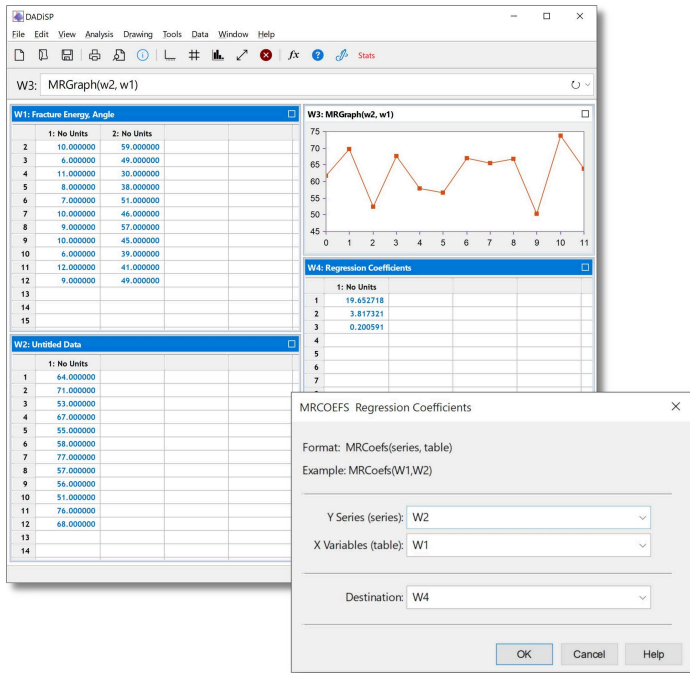 DADiSP
File Edit View Analysis Drawing Tools Data Window Help
fx ? Stats
W3: MRGraph(w2, w1)
W1: Fracture Energy, Angle
1: No Units 2: No Units
2 10.000000 59.000000
3 6.000000 49.000000
4 11.000000 30.000000
5 8.000000 38.000000
6 7.000000 51.000000
7 10.000000 46.000000
8 9.000000 57.000000
9 10.000000 45.000000
10 6.000000 39.000000
11 12.000000 41.000000
12 9.000000 49.000000
13
14
15
W3: MRGraph(w2, w1)
75
70
65
60
55
50
45
0 1 2 3 4 5 6 7 8 9 10 11
W4: Regression Coefficients
1: No Units
1 19.652718
2 3.817321
3 0.200591
4
5
6
7
W2: Untitled Data
1: No Units
1 64.000000
2 71.000000
3 53.000000
4 67.000000
5 55.000000
6 58.000000
7 77.000000
8 57.000000
9 56.000000
10 51.000000
11 76.000000
12 68.000000
13
14
MRCOEFS Regression Coefficients
Format: MRCoefs(series, table)
Example: MRCoefs(W1,W2)
Y Series (series): W2
X Variables (table): W1
Destination: W4
OK Cancel Help